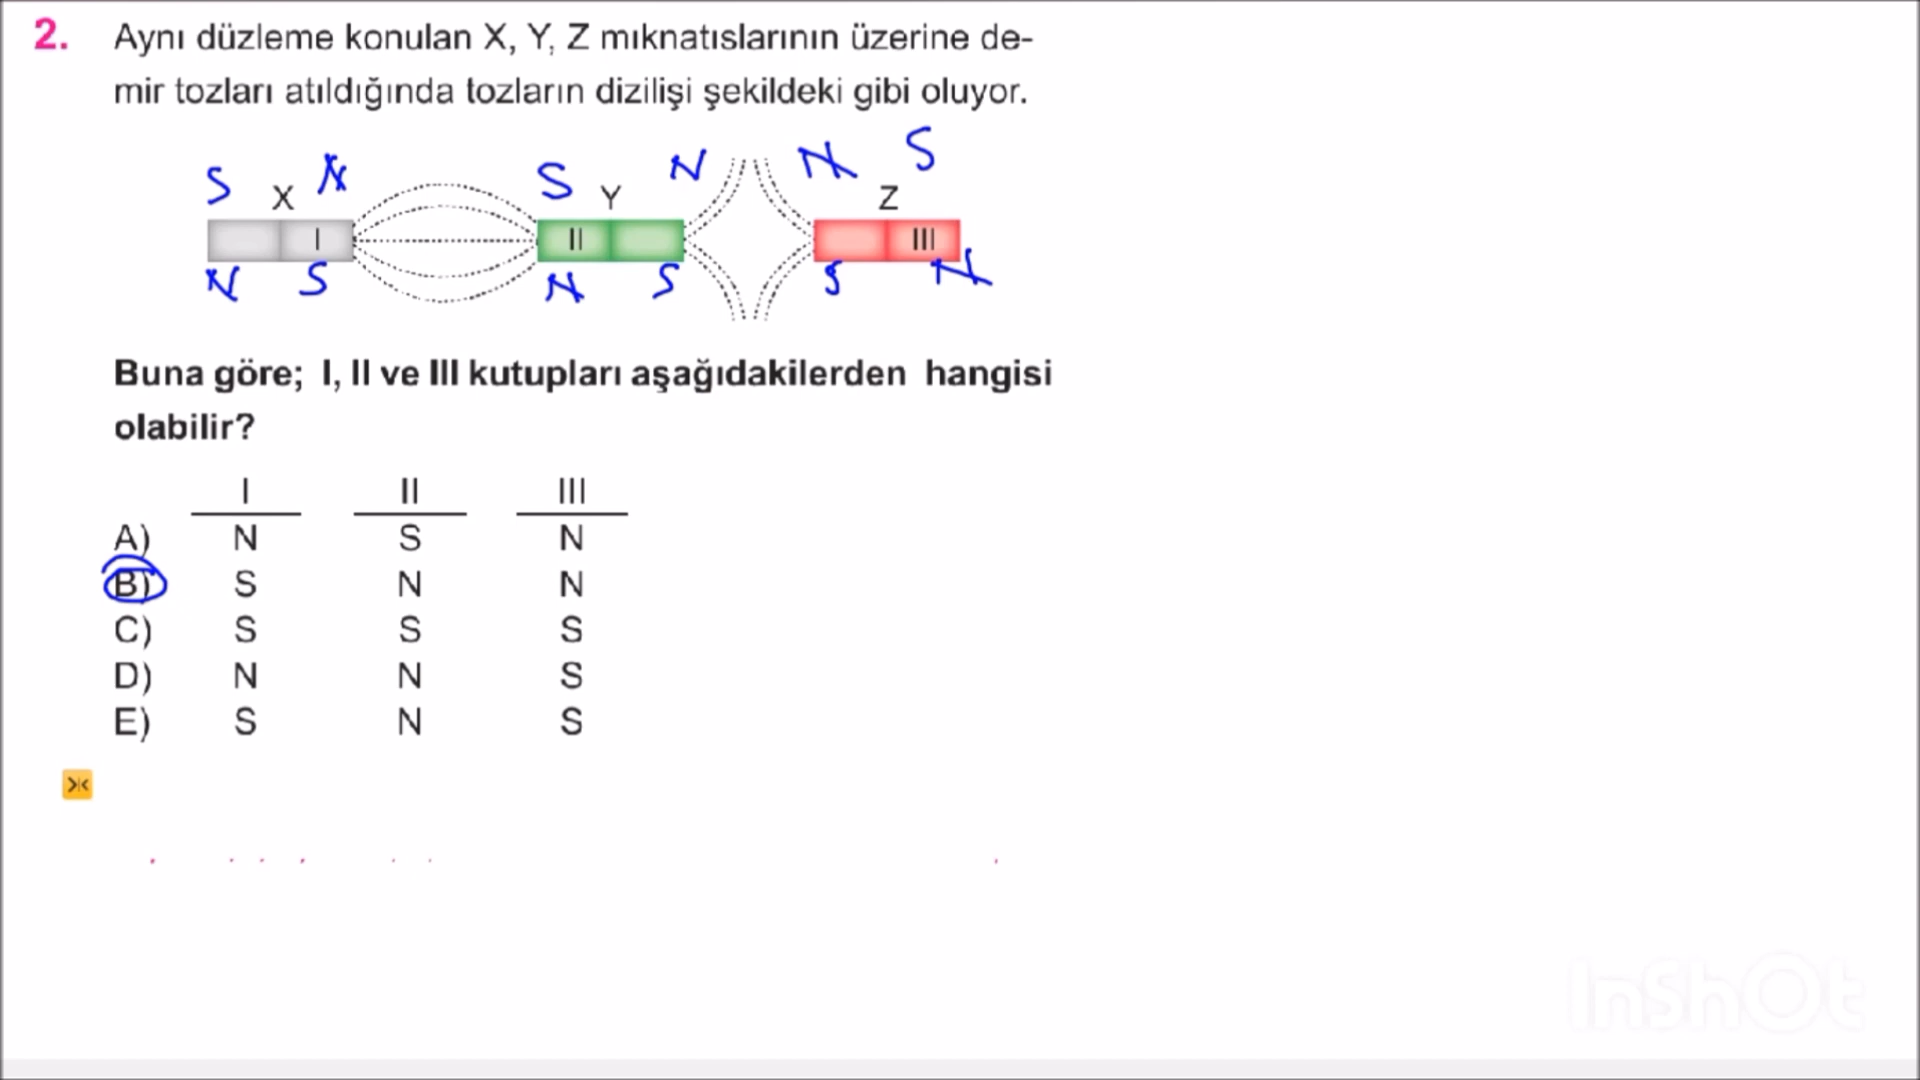 2. Aynı düzleme konulan X, Y, Z mıknatıslarının üzerine de-
mir tozları atıldığında tozların dizilişi şekildeki gibi oluyor.
S X N S Y N N S Z
I II III
N S N S S N
Buna göre; I, II ve III kutupları aşağıdakilerden hangisi
olabilir?
I II III
A) N S N
B) S N N
C) S S S
D) N N S
E) S N S
InShOt